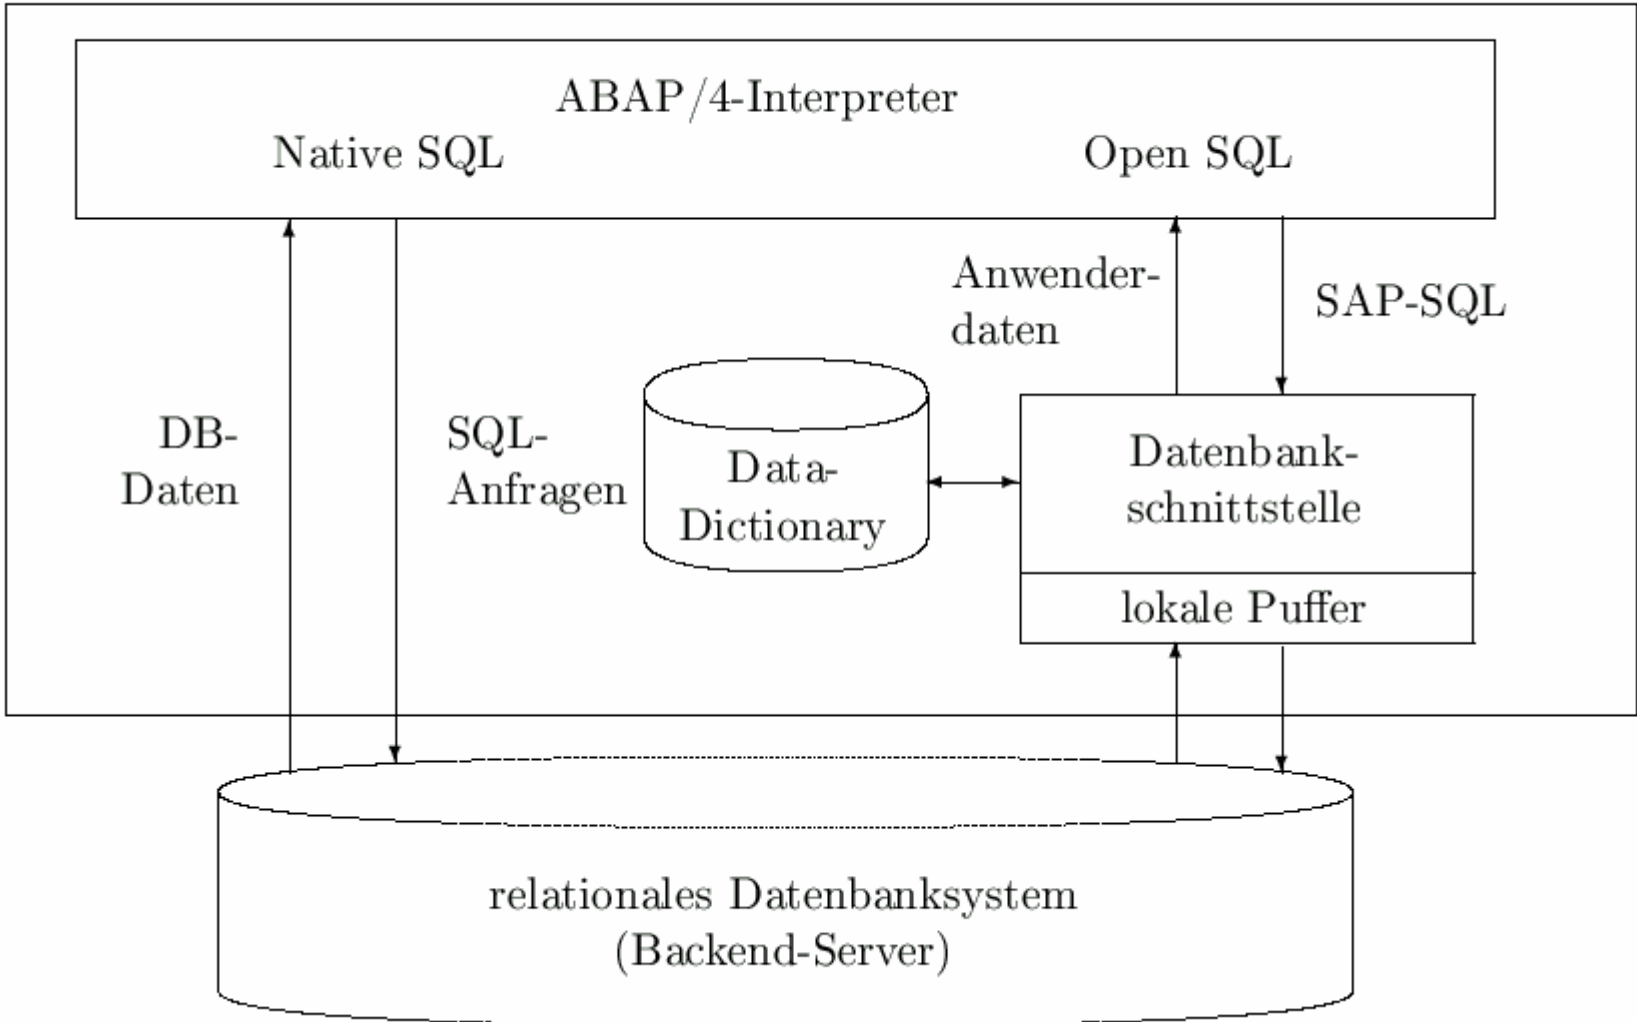 ABAP/4-Interpreter
Native SQL
Open SQL
Anwender-
daten
SAP-SQL
DB-
Daten
SQL-
Anfragen
Data-
Dictionary
Datenbank-
schnittstelle
lokale Puffer
relationales Datenbanksystem
(Backend-Server)